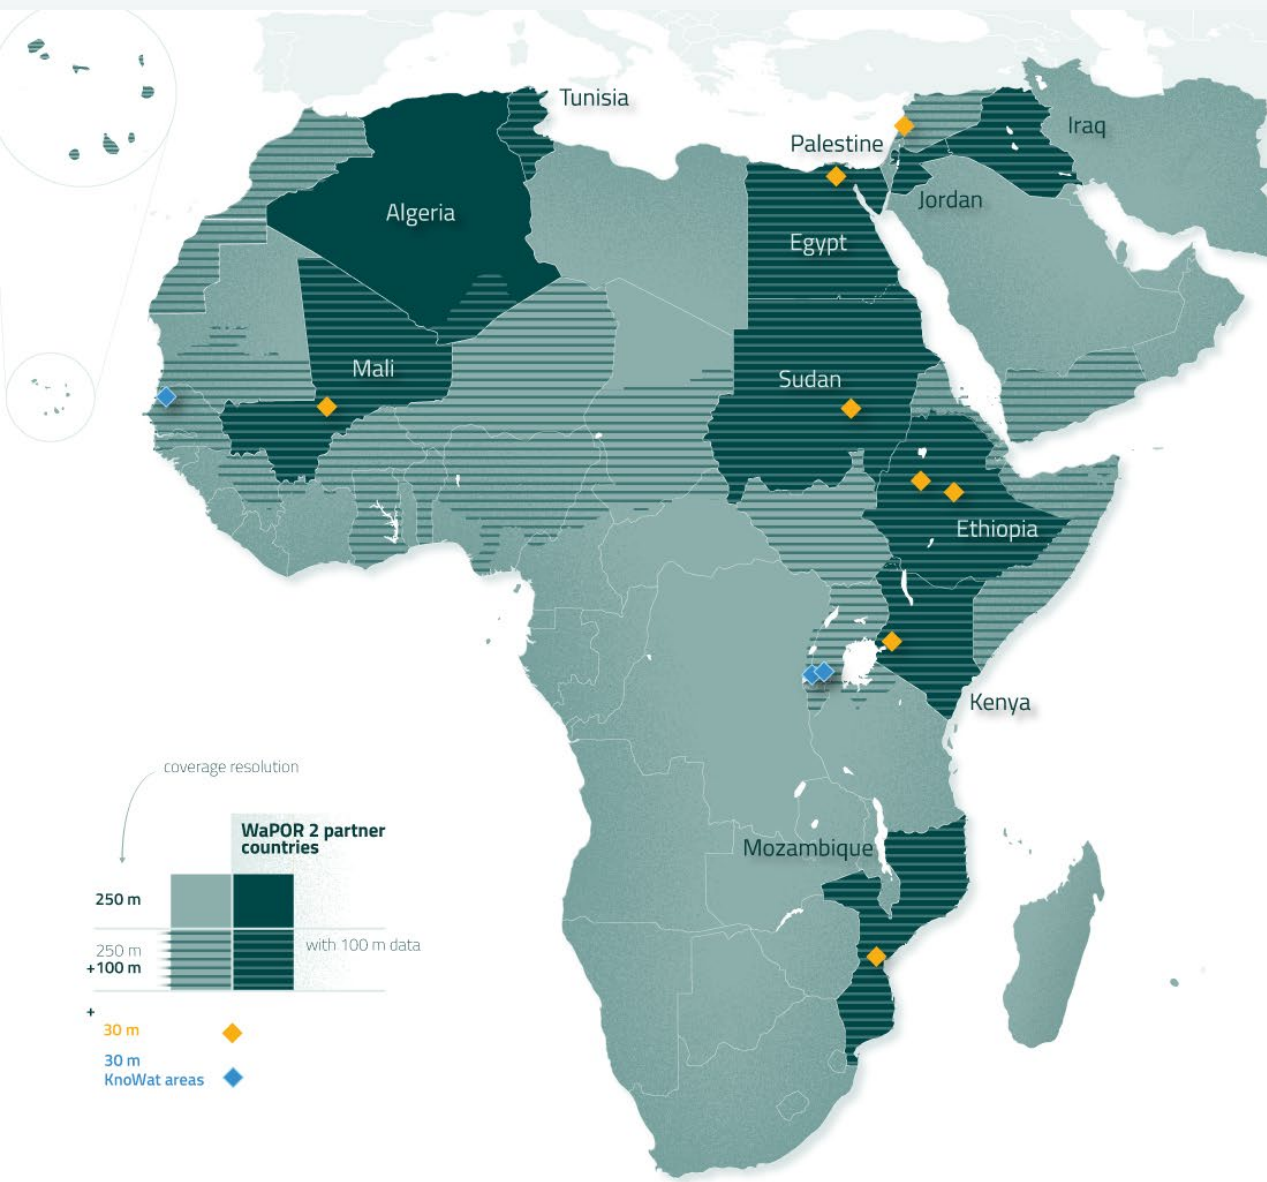 Tunisia
Palestine
Iraq
Algeria
Jordan
Egypt
Mali
Sudan
Ethiopia
Kenya
Mozambique
coverage resolution
WaPOR 2 partner
countries
250 m
250 m
+100 m
with 100 m data
+
30 m
30 m
KnoWat areas